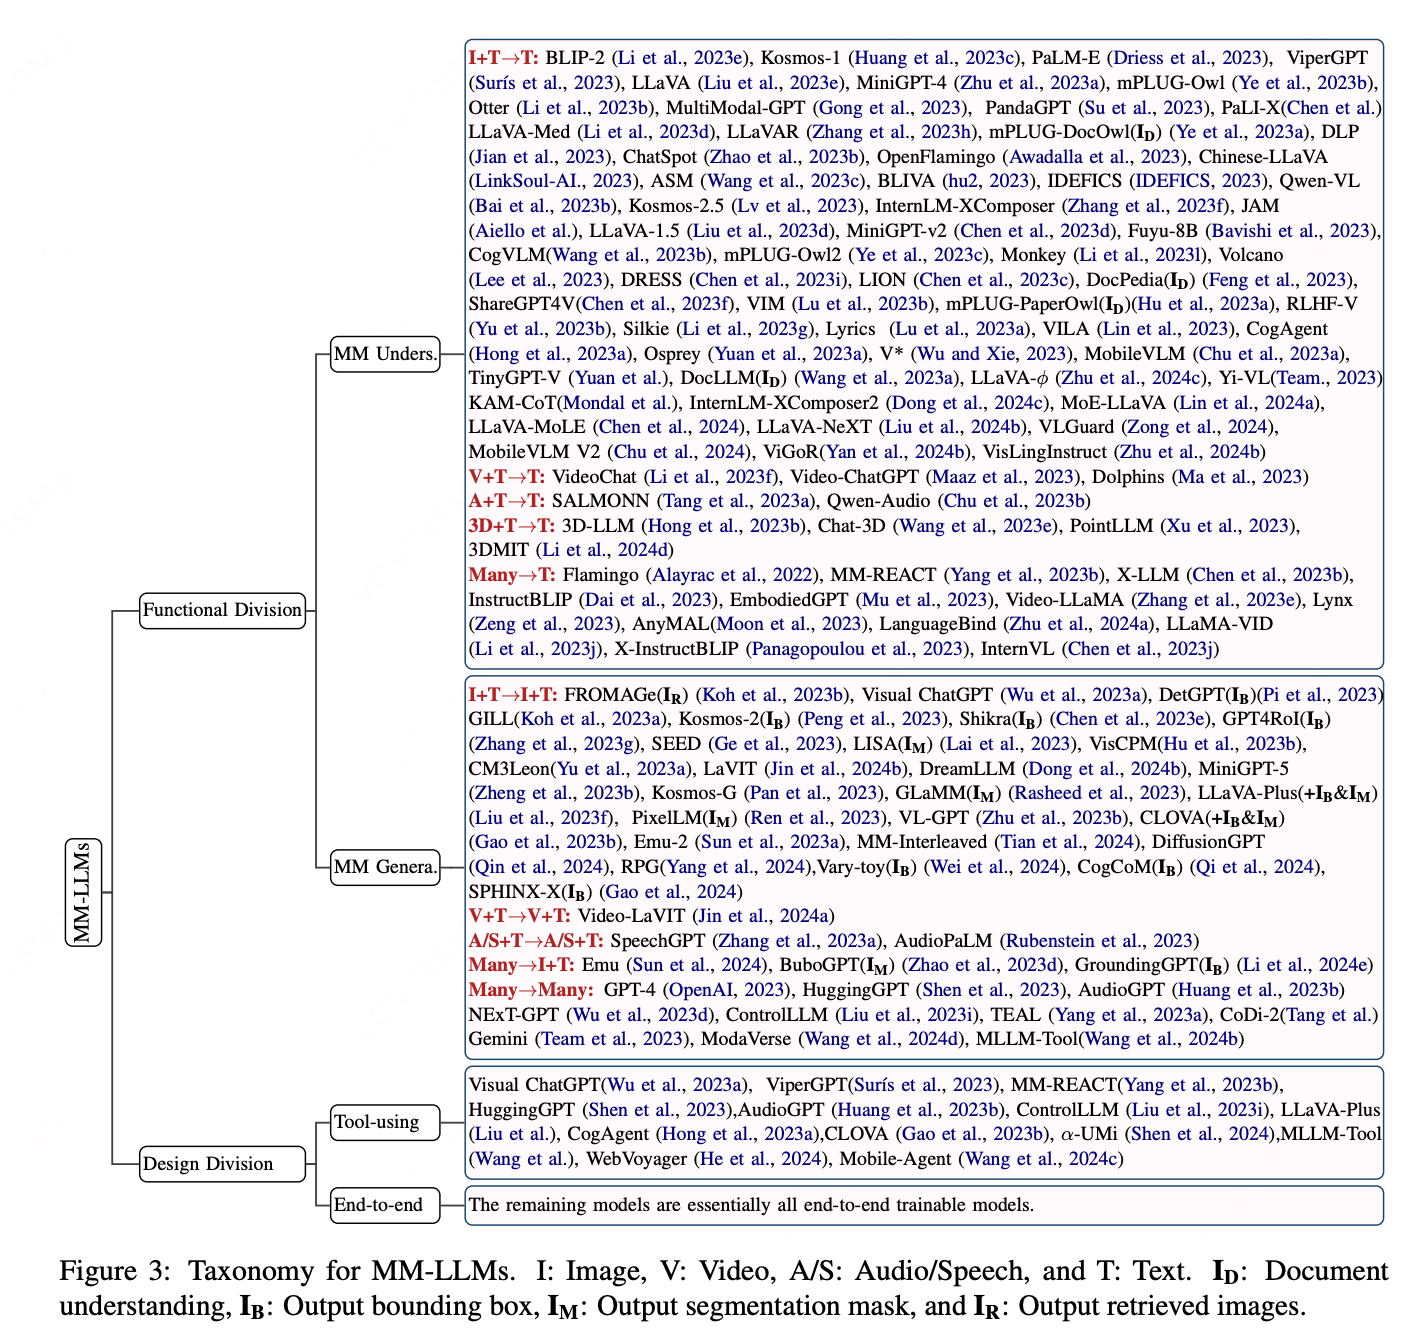 I+T→T: BLIP-2 (Li et al., 2023e), Kosmos-1 (Huang et al., 2023c), PaLM-E (Driess et al., 2023), ViperGPT
(Surís et al., 2023), LLaVA (Liu et al., 2023e), MiniGPT-4 (Zhu et al., 2023a), mPLUG-Owl (Ye et al., 2023b),
Otter (Li et al., 2023b), MultiModal-GPT (Gong et al., 2023), PandaGPT (Su et al., 2023), PaLI-X(Chen et al.)
LLaVA-Med (Li et al., 2023d), LLaVAR (Zhang et al., 2023h), mPLUG-DocOwl(I_D) (Ye et al., 2023a), DLP
(Jian et al., 2023), ChatSpot (Zhao et al., 2023b), OpenFlamingo (Awadalla et al., 2023), Chinese-LLaVA
(LinkSoul-AI., 2023), ASM (Wang et al., 2023c), BLIVA (hu2, 2023), IDEFICS (IDEFICS, 2023), Qwen-VL
(Bai et al., 2023b), Kosmos-2.5 (Lv et al., 2023), InternLM-XComposer (Zhang et al., 2023f), JAM
(Aiello et al.), LLaVA-1.5 (Liu et al., 2023d), MiniGPT-v2 (Chen et al., 2023d), Fuyu-8B (Bavishi et al., 2023),
CogVLM(Wang et al., 2023b), mPLUG-Owl2 (Ye et al., 2023c), Monkey (Li et al., 2023l), Volcano
(Lee et al., 2023), DRESS (Chen et al., 2023i), LION (Chen et al., 2023c), DocPedia(I_D) (Feng et al., 2023),
ShareGPT4V(Chen et al., 2023f), VIM (Lu et al., 2023b), mPLUG-PaperOwl(I_D)(Hu et al., 2023a), RLHF-V
(Yu et al., 2023b), Silkie (Li et al., 2023g), Lyrics (Lu et al., 2023a), VILA (Lin et al., 2023), CogAgent
(Hong et al., 2023a), Osprey (Yuan et al., 2023a), V* (Wu and Xie, 2023), MobileVLM (Chu et al., 2023a),
TinyGPT-V (Yuan et al.), DocLLM(I_D) (Wang et al., 2023a), LLaVA-ϕ (Zhu et al., 2024c), Yi-VL(Team., 2023)
KAM-CoT(Mondal et al.), InternLM-XComposer2 (Dong et al., 2024c), MoE-LLaVA (Lin et al., 2024a),
LLaVA-MoLE (Chen et al., 2024), LLaVA-NeXT (Liu et al., 2024b), VLGuard (Zong et al., 2024),
MobileVLM V2 (Chu et al., 2024), ViGoR(Yan et al., 2024b), VisLingInstruct (Zhu et al., 2024b)
V+T→T: VideoChat (Li et al., 2023f), Video-ChatGPT (Maaz et al., 2023), Dolphins (Ma et al., 2023)
A+T→T: SALMONN (Tang et al., 2023a), Qwen-Audio (Chu et al., 2023b)
3D+T→T: 3D-LLM (Hong et al., 2023b), Chat-3D (Wang et al., 2023e), PointLLM (Xu et al., 2023),
3DMIT (Li et al., 2024d)
Many→T: Flamingo (Alayrac et al., 2022), MM-REACT (Yang et al., 2023b), X-LLM (Chen et al., 2023b),
InstructBLIP (Dai et al., 2023), EmbodiedGPT (Mu et al., 2023), Video-LLaMA (Zhang et al., 2023e), Lynx
(Zeng et al., 2023), AnyMAL(Moon et al., 2023), LanguageBind (Zhu et al., 2024a), LLaMA-VID
(Li et al., 2023j), X-InstructBLIP (Panagopoulou et al., 2023), InternVL (Chen et al., 2023j)
MM Unders.
Functional Division
I+T→I+T: FROMAGe(I_R) (Koh et al., 2023b), Visual ChatGPT (Wu et al., 2023a), DetGPT(I_B)(Pi et al., 2023)
GILL(Koh et al., 2023a), Kosmos-2(I_B) (Peng et al., 2023), Shikra(I_B) (Chen et al., 2023e), GPT4RoI(I_B)
(Zhang et al., 2023g), SEED (Ge et al., 2023), LISA(I_M) (Lai et al., 2023), VisCPM(Hu et al., 2023b),
CM3Leon(Yu et al., 2023a), LaVIT (Jin et al., 2024b), DreamLLM (Dong et al., 2024b), MiniGPT-5
(Zheng et al., 2023b), Kosmos-G (Pan et al., 2023), GLaMM(I_M) (Rasheed et al., 2023), LLaVA-Plus(+I_B&I_M)
(Liu et al., 2023f), PixelLM(I_M) (Ren et al., 2023), VL-GPT (Zhu et al., 2023b), CLOVA(+I_B&I_M)
(Gao et al., 2023b), Emu-2 (Sun et al., 2023a), MM-Interleaved (Tian et al., 2024), DiffusionGPT
(Qin et al., 2024), RPG(Yang et al., 2024),Vary-toy(I_B) (Wei et al., 2024), CogCoM(I_B) (Qi et al., 2024),
SPHINX-X(I_B) (Gao et al., 2024)
V+T→V+T: Video-LaVIT (Jin et al., 2024a)
A/S+T→A/S+T: SpeechGPT (Zhang et al., 2023a), AudioPaLM (Rubenstein et al., 2023)
Many→I+T: Emu (Sun et al., 2024), BuboGPT(I_M) (Zhao et al., 2023d), GroundingGPT(I_B) (Li et al., 2024e)
Many→Many: GPT-4 (OpenAI, 2023), HuggingGPT (Shen et al., 2023), AudioGPT (Huang et al., 2023b)
NExT-GPT (Wu et al., 2023d), ControlLLM (Liu et al., 2023i), TEAL (Yang et al., 2023a), CoDi-2(Tang et al.)
Gemini (Team et al., 2023), ModaVerse (Wang et al., 2024d), MLLM-Tool(Wang et al., 2024b)
MM Genera.
MM-LLMs
Visual ChatGPT(Wu et al., 2023a), ViperGPT(Surís et al., 2023), MM-REACT(Yang et al., 2023b),
HuggingGPT (Shen et al., 2023),AudioGPT (Huang et al., 2023b), ControlLLM (Liu et al., 2023i), LLaVA-Plus
(Liu et al.), CogAgent (Hong et al., 2023a),CLOVA (Gao et al., 2023b), α-UMi (Shen et al., 2024),MLLM-Tool
(Wang et al.), WebVoyager (He et al., 2024), Mobile-Agent (Wang et al., 2024c)
Tool-using
Design Division
End-to-end
The remaining models are essentially all end-to-end trainable models.
Figure 3: Taxonomy for MM-LLMs. I: Image, V: Video, A/S: Audio/Speech, and T: Text. I_D: Document
understanding, I_B: Output bounding box, I_M: Output segmentation mask, and I_R: Output retrieved images.